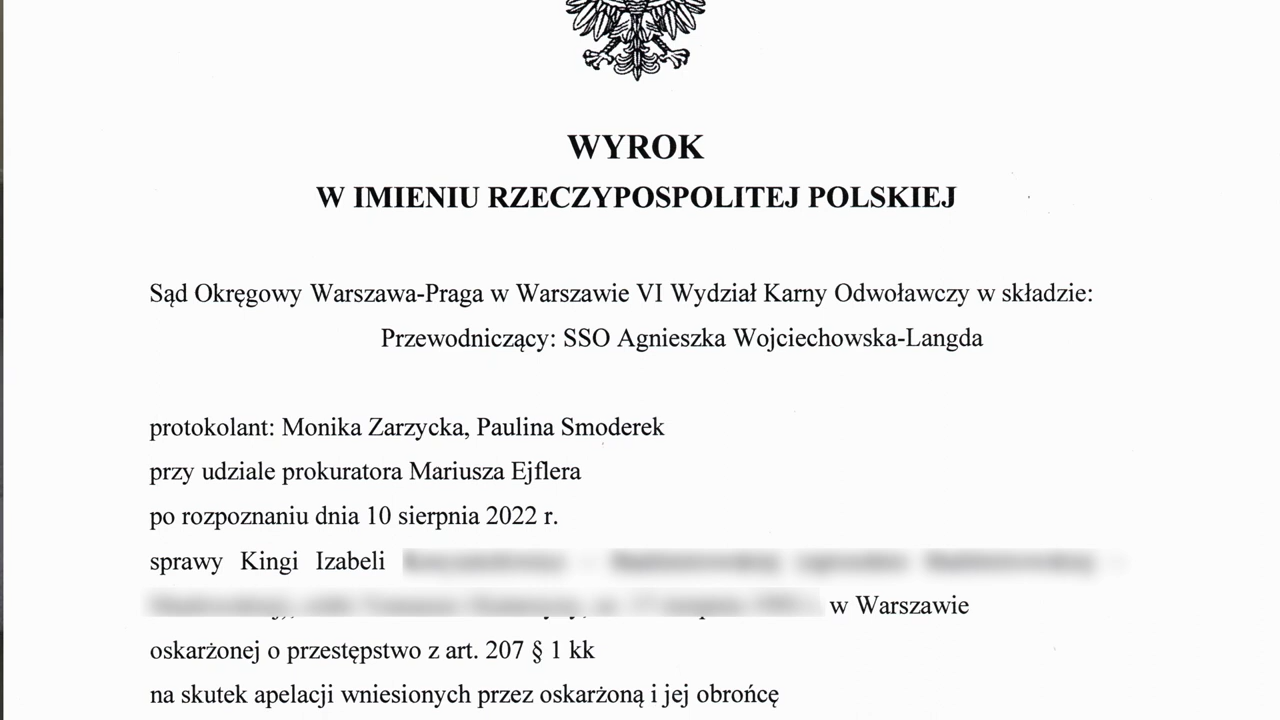 WYROK
W IMIENIU RZECZYPOSPOLITEJ POLSKIEJ
Sąd Okręgowy Warszawa-Praga w Warszawie VI Wydział Karny Odwoławczy w składzie:
Przewodniczący: SSO Agnieszka Wojciechowska-Langda
protokolant: Monika Zarzycka, Paulina Smoderek
przy udziale prokuratora Mariusza Ejflera
po rozpoznaniu dnia 10 sierpnia 2022 r.
sprawy Kingi Izabeli
w Warszawie
oskarżonej o przestępstwo z art. 207 § 1 kk
na skutek apelacji wniesionych przez oskarżoną i jej obrońcę